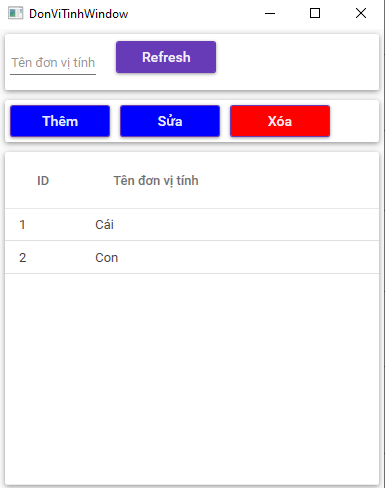 DonViTinhWindow
Tên đơn vị tính Refresh
Thêm Sửa Xóa
ID Tên đơn vị tính
1 Cái
2 Con